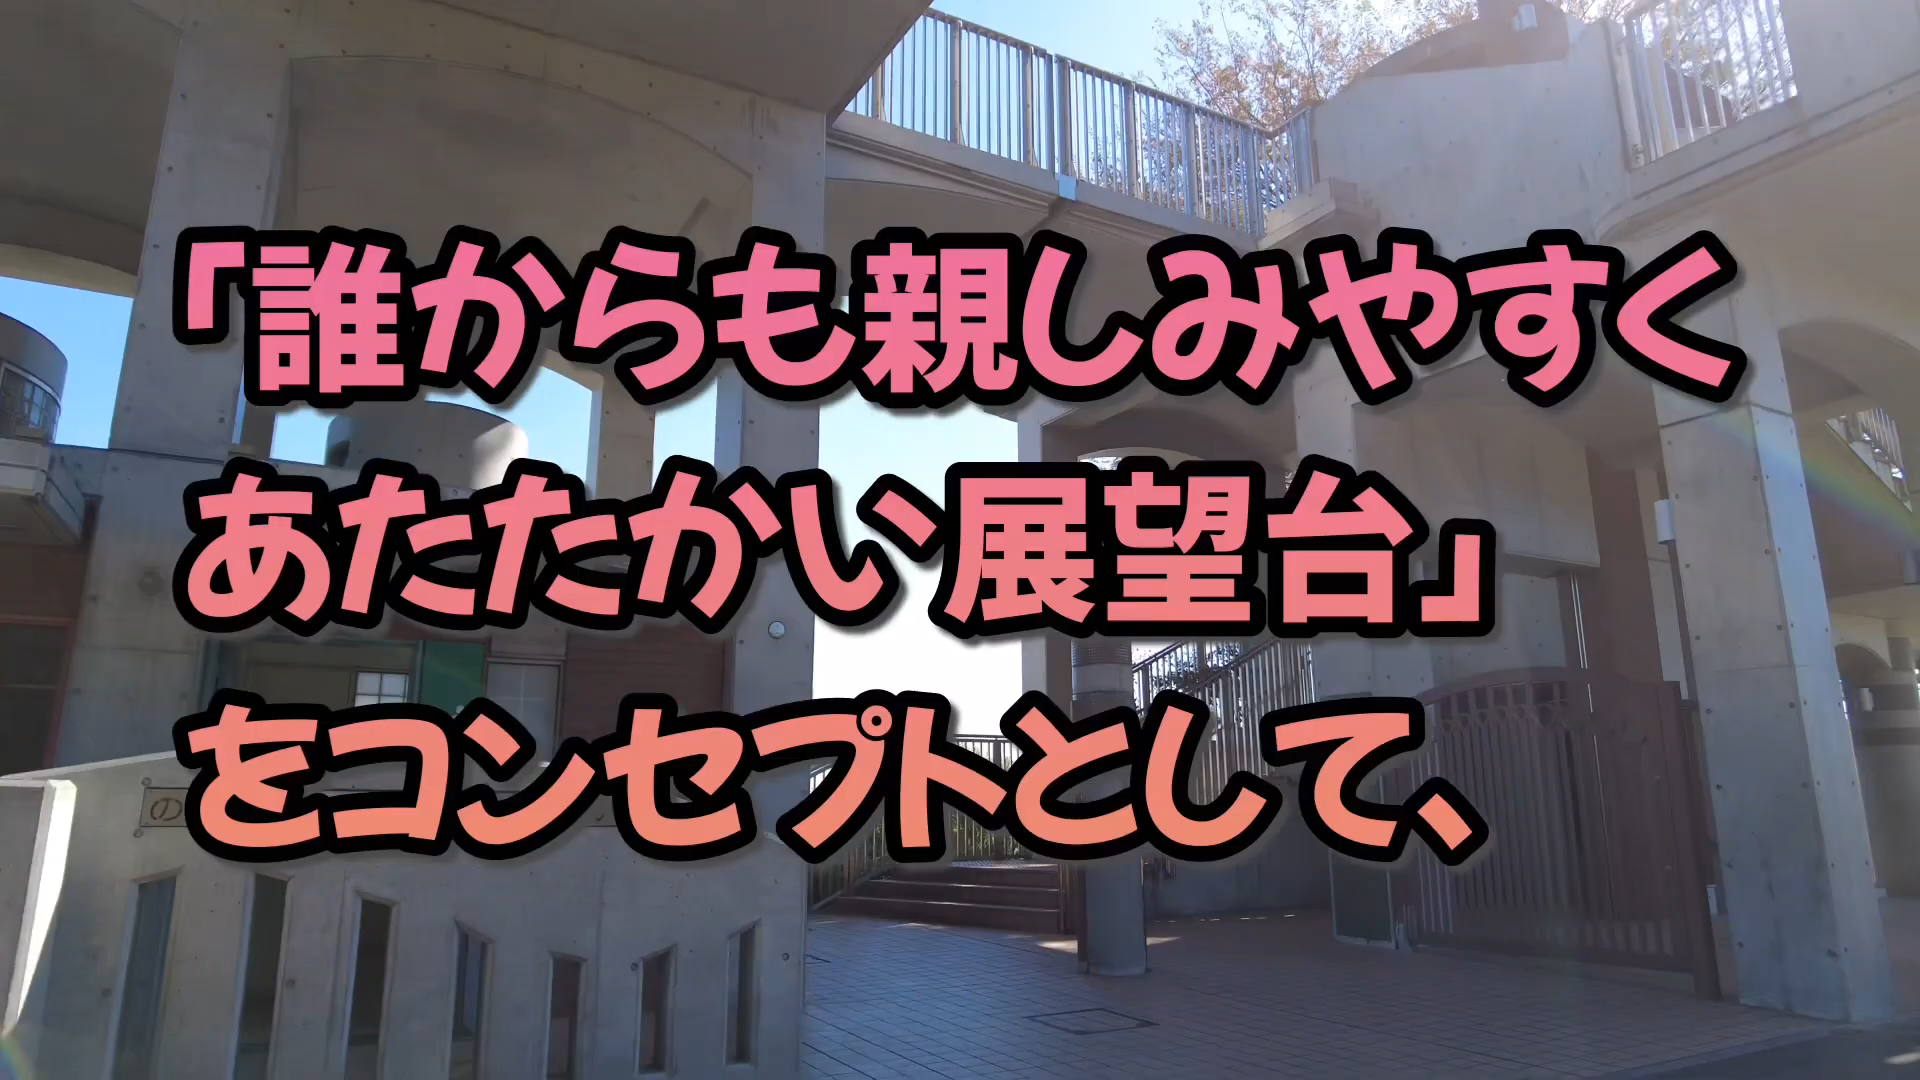 「誰からも親しみやすく
あたたかい展望台」
をコンセプトとして、
の